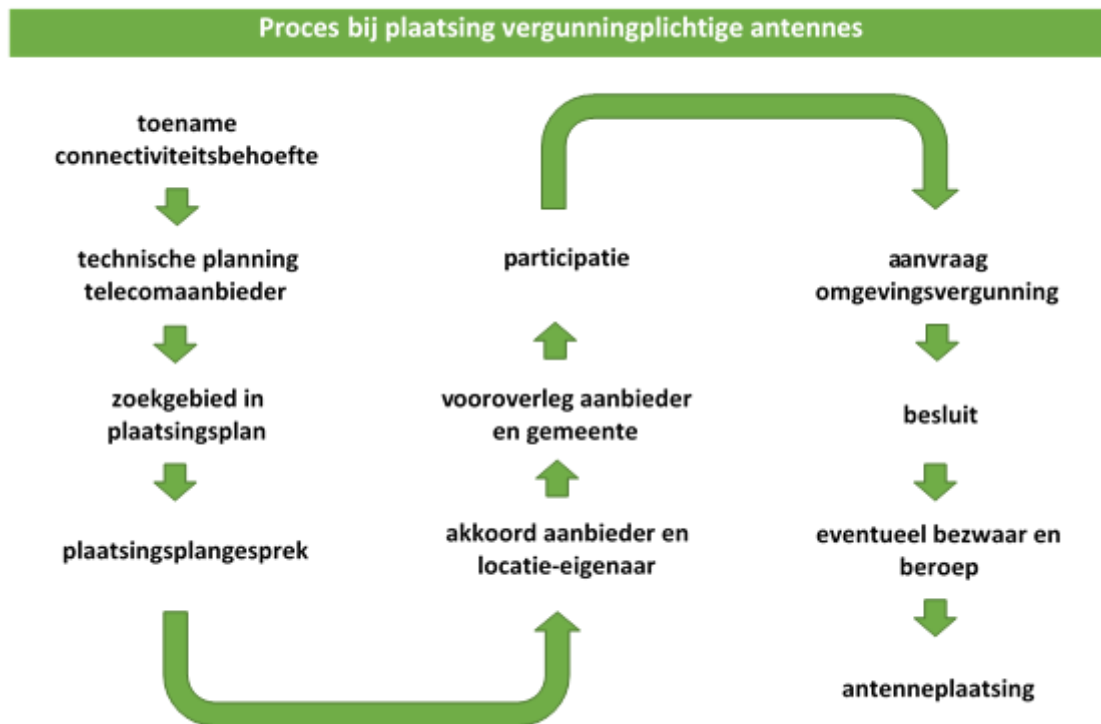 Proces bij plaatsing vergunningplichtige antennes
toename
connectiviteitsbehoefte
technische planning
telecomaanbieder
zoekgebied in
plaatsingsplan
plaatsingsplangesprek
akkoord aanbieder en
locatie-eigenaar
vooroverleg aanbieder
en gemeente
participatie
aanvraag
omgevingsvergunning
besluit
eventueel bezwaar en
beroep
antenneplaatsing